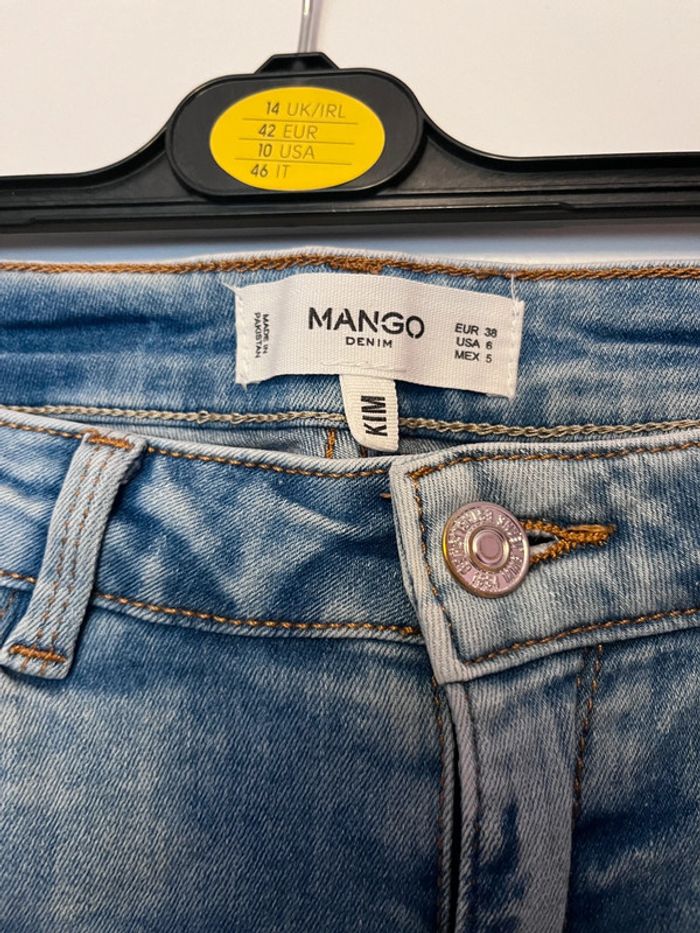 14 UK/IRL
42 EUR
10 USA
46 IT
MADE IN
PAKISTAN
MANGO
DENIM
EUR 38
USA 6
MEX 5
KIM